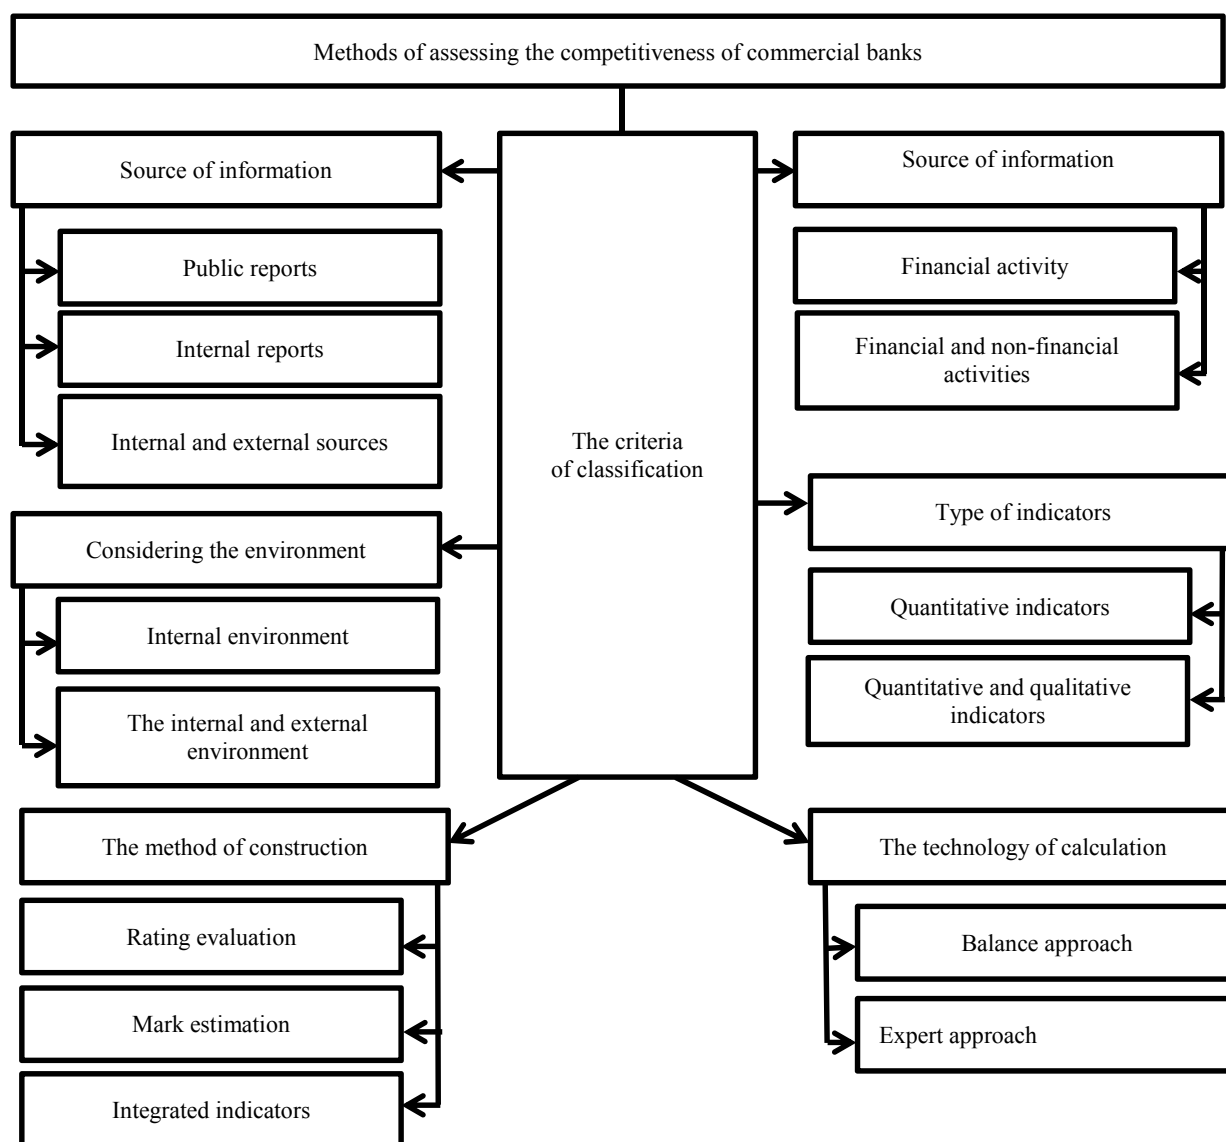 Methods of assessing the competitiveness of commercial banks
Source of information
Public reports
Internal reports
Internal and external sources
Considering the environment
Internal environment
The internal and external
environment
The method of construction
Rating evaluation
Mark estimation
Integrated indicators
The criteria
of classification
Source of information
Financial activity
Financial and non-financial
activities
Type of indicators
Quantitative indicators
Quantitative and qualitative
indicators
The technology of calculation
Balance approach
Expert approach